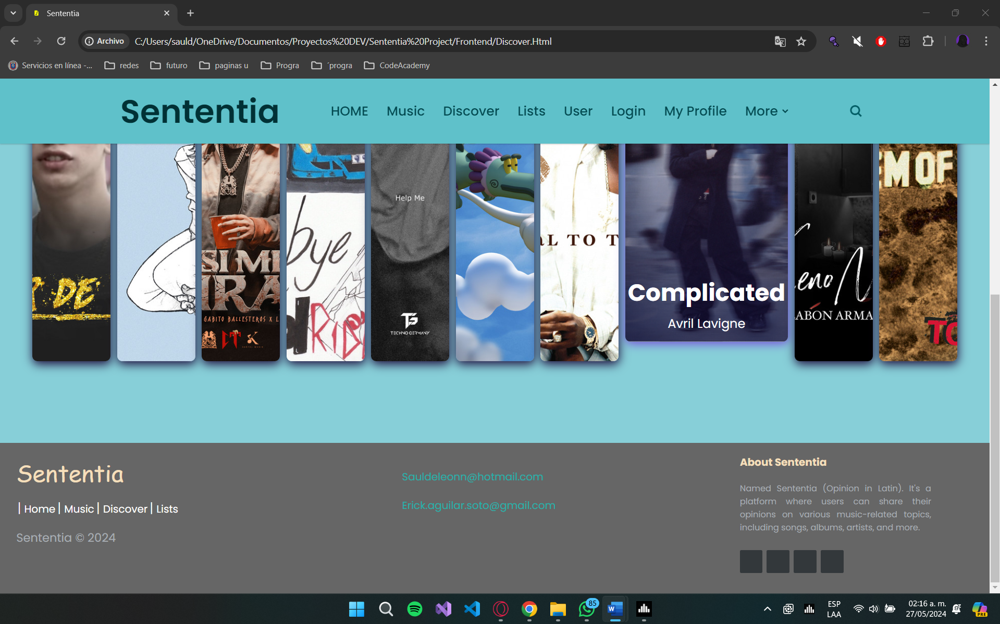 Sententia
Archivo
C:/Users/sauld/OneDrive/Documentos/Proyectos%20DEV/Sententia%20Project/Frontend/Discover.Html
Servicios en línea -...
redes
futuro
paginas u
Progra
´progra
CodeAcademy
Sententia
HOME
Music
Discover
Lists
User
Login
My Profile
More
DE
SI M
RA
GABITO BALLESTEROS X L
bye
Help Me
TECHNO GERMANY
AL TO T
Complicated
Avril Lavigne
eno N
ABÓN ARMA
EM OF
TO
Sententia
| Home | Music | Discover | Lists
Sententia © 2024
Sauldeleonn@hotmail.com
Erick.aguilar.soto@gmail.com
About Sententia
Named Sententia (Opinion in Latin). It's a
platform where users can share their
opinions on various music-related topics,
including songs, albums, artists, and more.
85
ESP
LAA
02:16 a. m.
27/05/2024
PRE